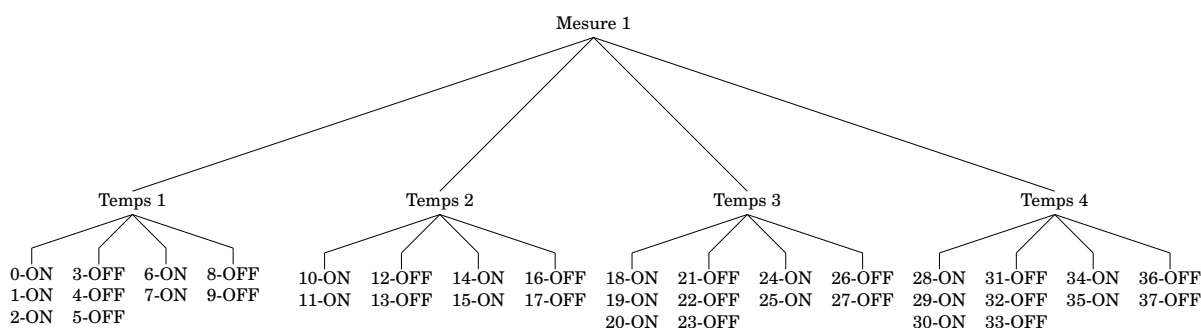 Mesure 1
Temps 1 Temps 2 Temps 3 Temps 4
0-ON 3-OFF 6-ON 8-OFF 10-ON 12-OFF 14-ON 16-OFF 18-ON 21-OFF 24-ON 26-OFF 28-ON 31-OFF 34-ON 36-OFF
1-ON 4-OFF 7-ON 9-OFF 11-ON 13-OFF 15-ON 17-OFF 19-ON 22-OFF 25-ON 27-OFF 29-ON 32-OFF 35-ON 37-OFF
2-ON 5-OFF 20-ON 23-OFF 30-ON 33-OFF